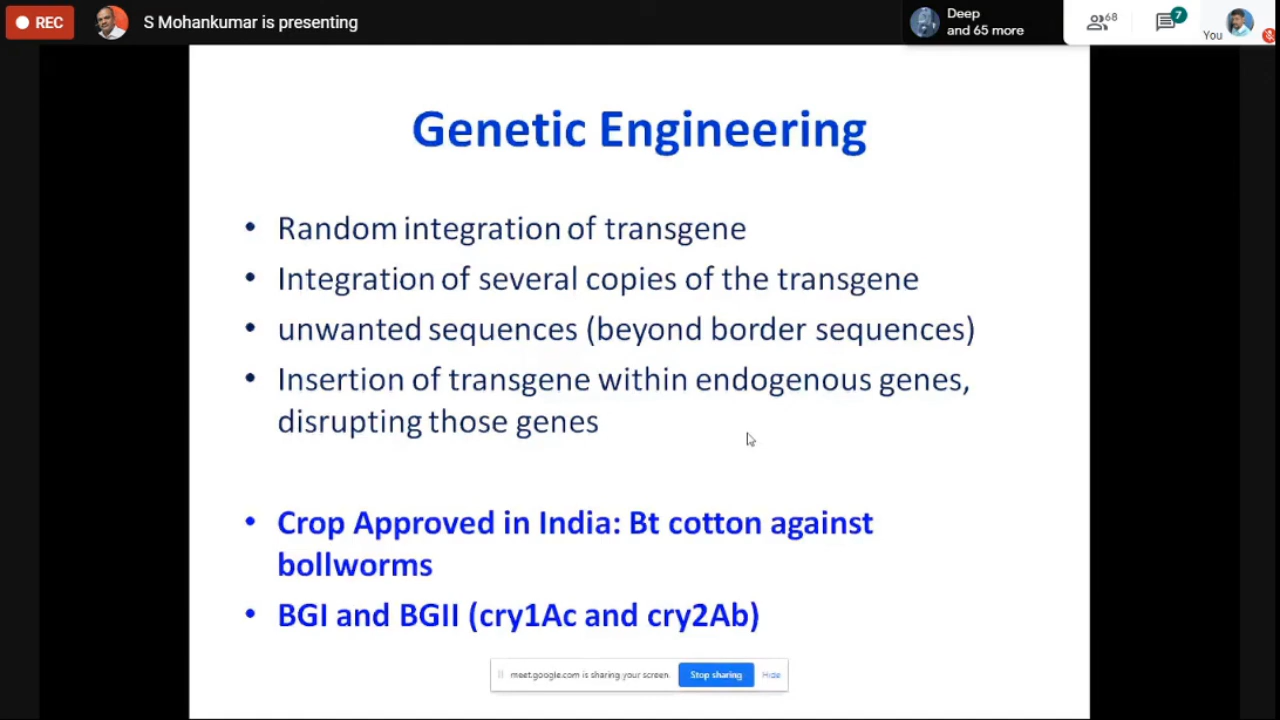 REC
S Mohankumar is presenting
Deep
and 65 more
68
7
You
Genetic Engineering
• Random integration of transgene
• Integration of several copies of the transgene
• unwanted sequences (beyond border sequences)
• Insertion of transgene within endogenous genes,
disrupting those genes
• Crop Approved in India: Bt cotton against
bollworms
• BGI and BGII (cry1Ac and cry2Ab)
meet.google.com is sharing your screen.
Stop sharing
Hide